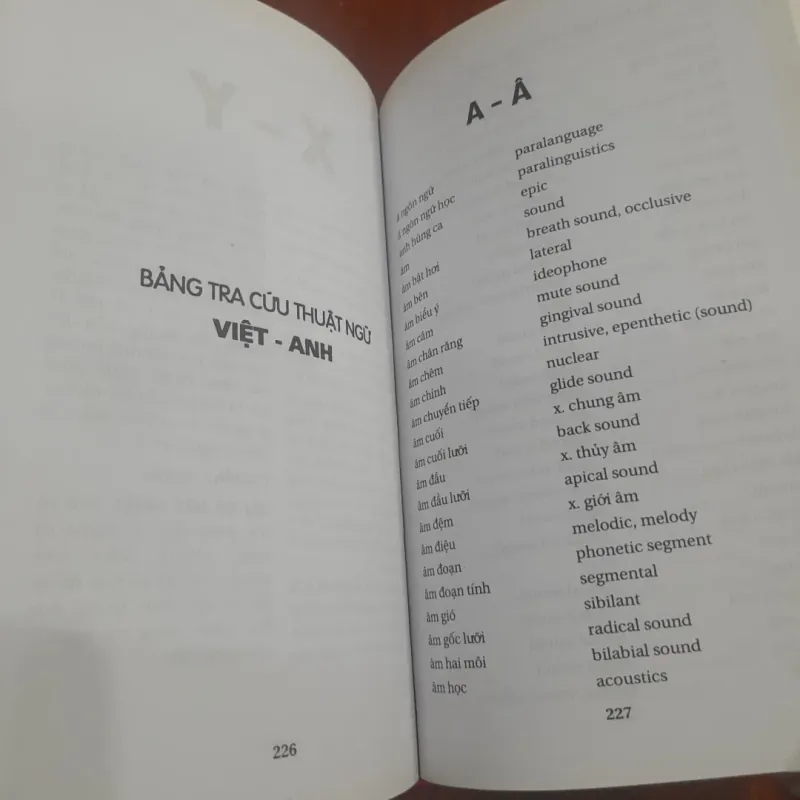 BẢNG TRA CỨU THUẬT NGỮ
VIỆT - ANH
226
A - Â
á ngôn ngữ paralanguage
á ngôn ngữ học paralinguistics
anh hùng ca epic
âm sound
âm bật hơi breath sound, occlusive
âm bên lateral
âm biểu ý ideophone
âm câm mute sound
âm chân răng gingival sound
âm chêm intrusive, epenthetic (sound)
âm chính nuclear
âm chuyển tiếp glide sound
âm cuối x. chung âm
âm cuối lưỡi back sound
âm đầu x. thủy âm
âm đầu lưỡi apical sound
âm đệm x. giới âm
âm điệu melodic, melody
âm đoạn phonetic segment
âm đoạn tính segmental
âm gió sibilant
âm gốc lưỡi radical sound
âm hai môi bilabial sound
âm học acoustics
227